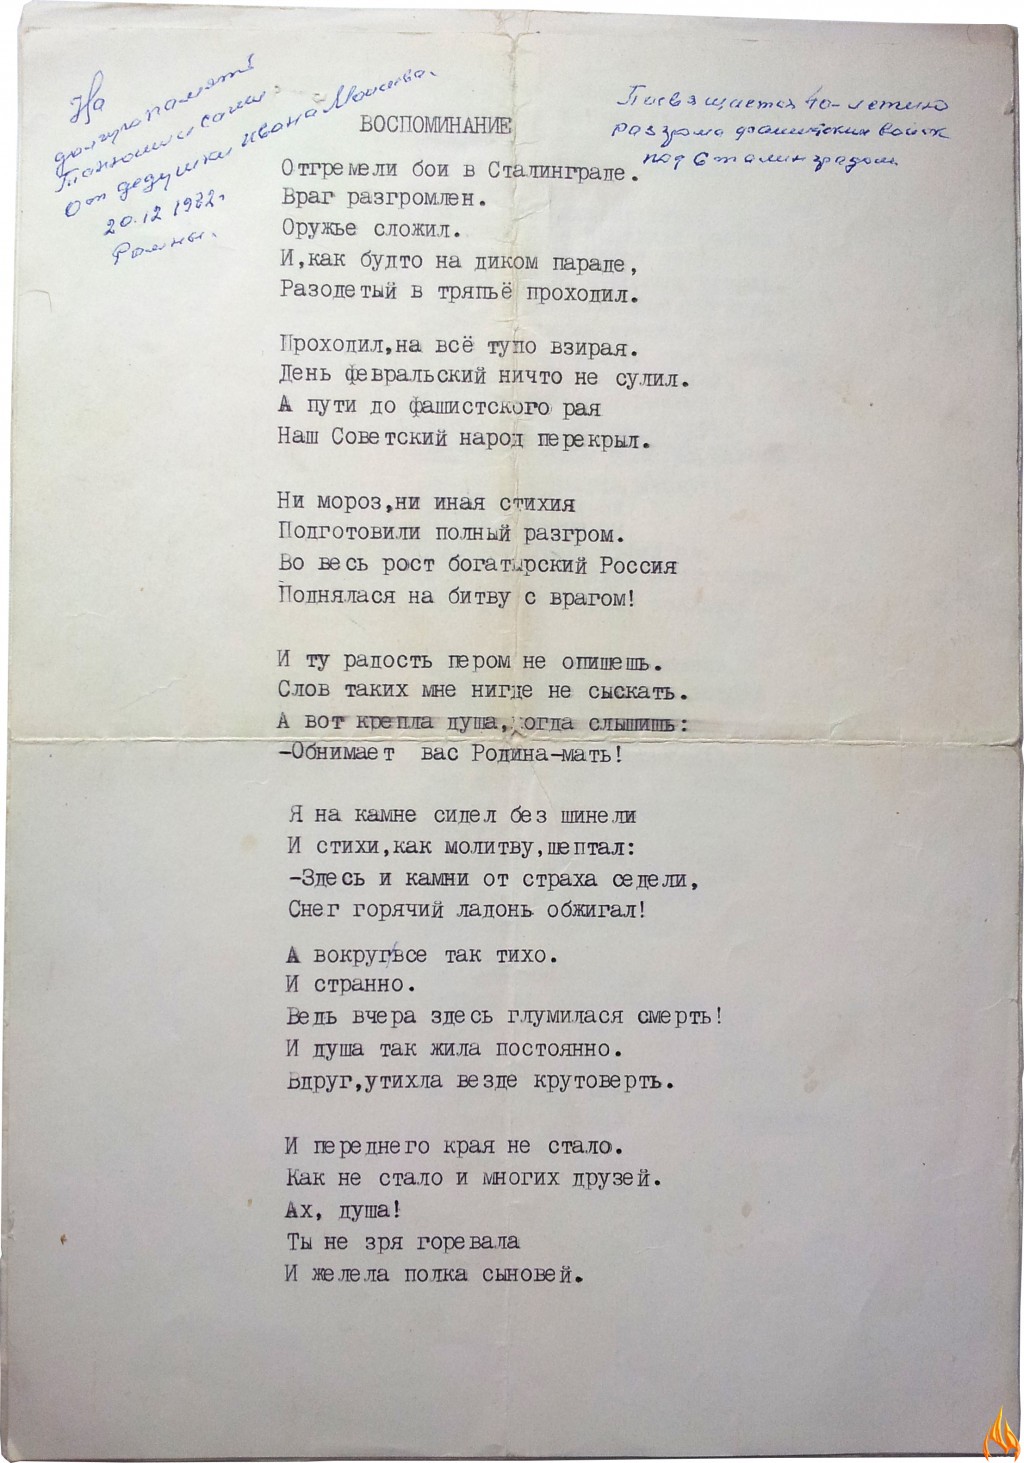 На
долгую память
Танюши и Саши
От дедушки Ивана Моисеева.
20.12 1982 г
Ромны.
Посвящается 40-летию
разгрома фашистских войск
под Сталинградом
ВОСПОМИНАНИЕ
Отгремели бои в Сталинграде.
Враг разгромлен.
Оружье сложил.
И,как будто на диком параде,
Разодетый в тряпьё проходил.
Проходил,на всё тупо взирая.
День февральский ничто не сулил.
А пути до фашистского рая
Наш Советский народ перекрыл.
Ни мороз,ни иная стихия
Подготовили полный разгром.
Во весь рост богатырский Россия
Поднялася на битву с врагом!
И ту радость пером не опишешь.
Слов таких мне нигде не сыскать.
А вот крепла душа,когда слышишь:
-Обнимает вас Родина-мать!
Я на камне сидел без шинели
И стихи,как молитву,шептал:
-Здесь и камни от страха седели,
Снег горячий ладонь обжигал!
А вокруг все так тихо.
И странно.
Ведь вчера здесь глумилася смерть!
И душа так жила постоянно.
Вдруг,утихла везде крутоверть.
И переднего края не стало.
Как не стало и многих друзей.
Ах, душа!
Ты не зря горевала
И желела полка сыновей.